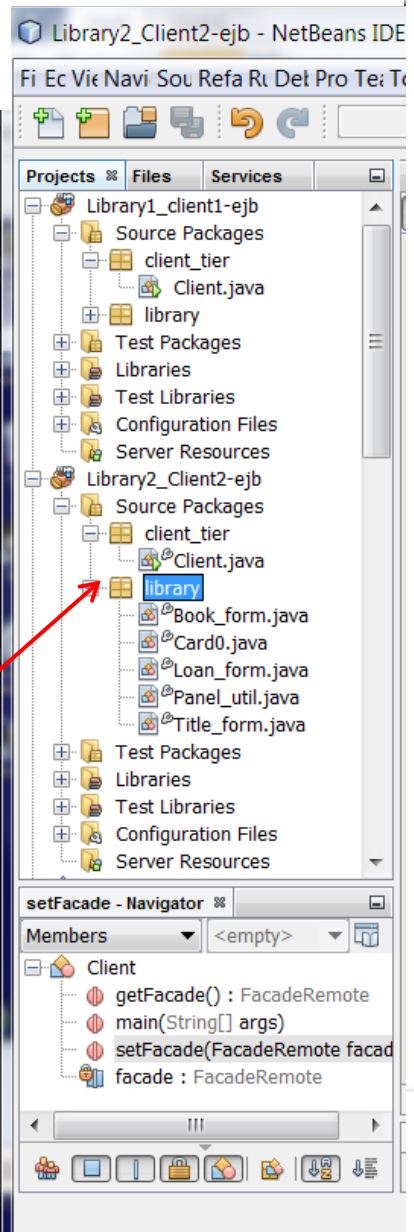 Library2_Client2-ejb - NetBeans IDE
Fi Ec Vie Navi Sou Refa Ru Del Pro Tea To
Projects Files Services
Library1_client1-ejb
Source Packages
client_tier
Client.java
library
Test Packages
Libraries
Test Libraries
Configuration Files
Server Resources
Library2_Client2-ejb
Source Packages
client_tier
Client.java
library
Book_form.java
Card0.java
Loan_form.java
Panel_util.java
Title_form.java
Test Packages
Libraries
Test Libraries
Configuration Files
Server Resources
setFacade - Navigator
Members <empty>
Client
getFacade() : FacadeRemote
main(String[] args)
setFacade(FacadeRemote facad
facade : FacadeRemote